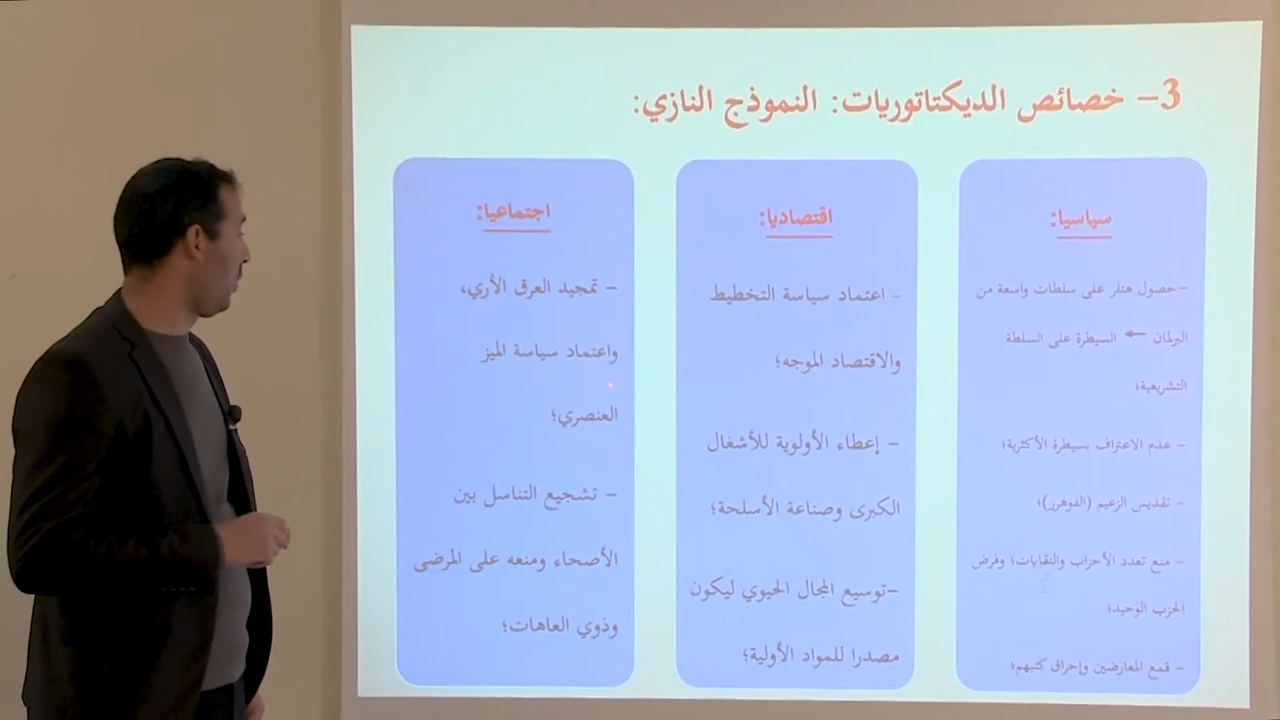 3- خصائص الديكتاتوريات: النموذج النازي:
سياسيا:
-حصول هتلر على سلطات واسعة من
البرلمان ← السيطرة على السلطة
التشريعية؛
- عدم الاعتراف بسيطرة الأكثرية؛
- تقديس الزعيم (الفوهرر)؛
- منع تعدد الأحزاب والنقابات؛ وفرض
الحزب الوحيد؛
- قمع المعارضين وإحراق كتبهم؛
اقتصاديا:
- اعتماد سياسة التخطيط
والاقتصاد الموجه؛
- إعطاء الأولوية للأشغال
الكبرى وصناعة الأسلحة؛
-توسيع المجال الحيوي ليكون
مصدرا للمواد الأولية؛
اجتماعيا:
- تمجيد العرق الأري،
واعتماد سياسة الميز
العنصري؛
- تشجيع التناسل بين
الأصحاء ومنعه على المرضى
وذوي العاهات؛